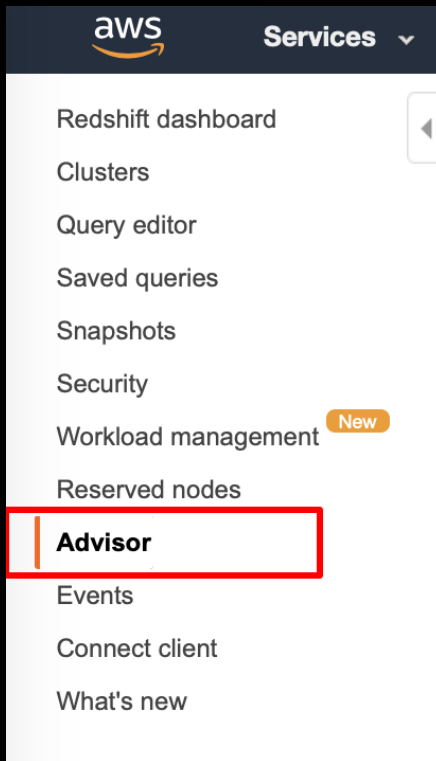 aws
Services
Redshift dashboard
Clusters
Query editor
Saved queries
Snapshots
Security
Workload management New
Reserved nodes
Advisor
Events
Connect client
What's new